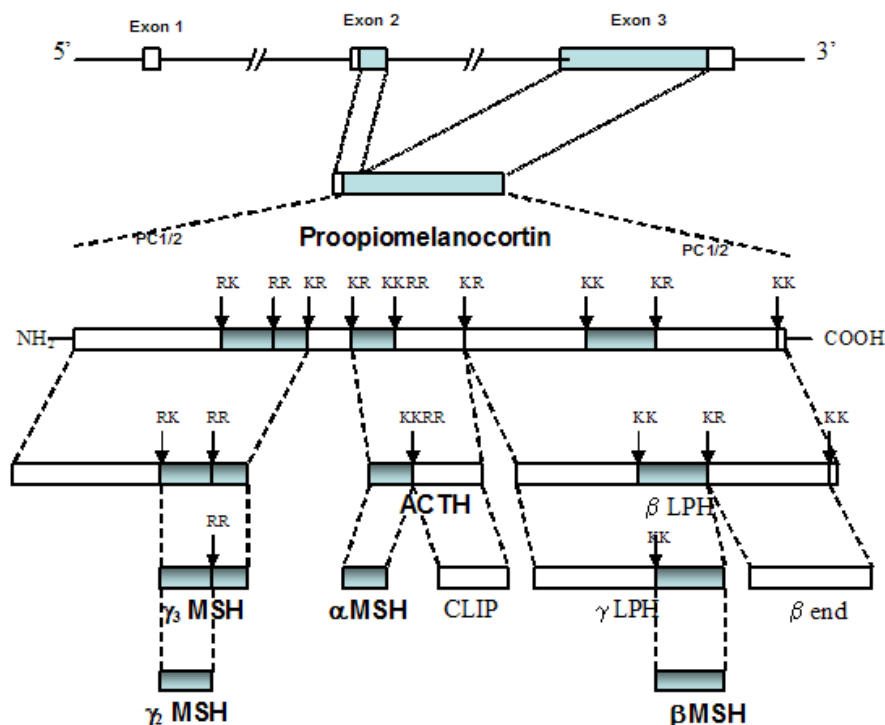 Exon 1 Exon 2 Exon 3
5’ 3’
PC1/2 Proopiomelanocortin PC1/2
RK RR KR KR KKRR KR KK KR KK
NH₂ COOH
RK RR KKRR KK KR KK
ACTH β LPH
RR KK
γ₃ MSH αMSH CLIP γ LPH β end
γ₂ MSH βMSH